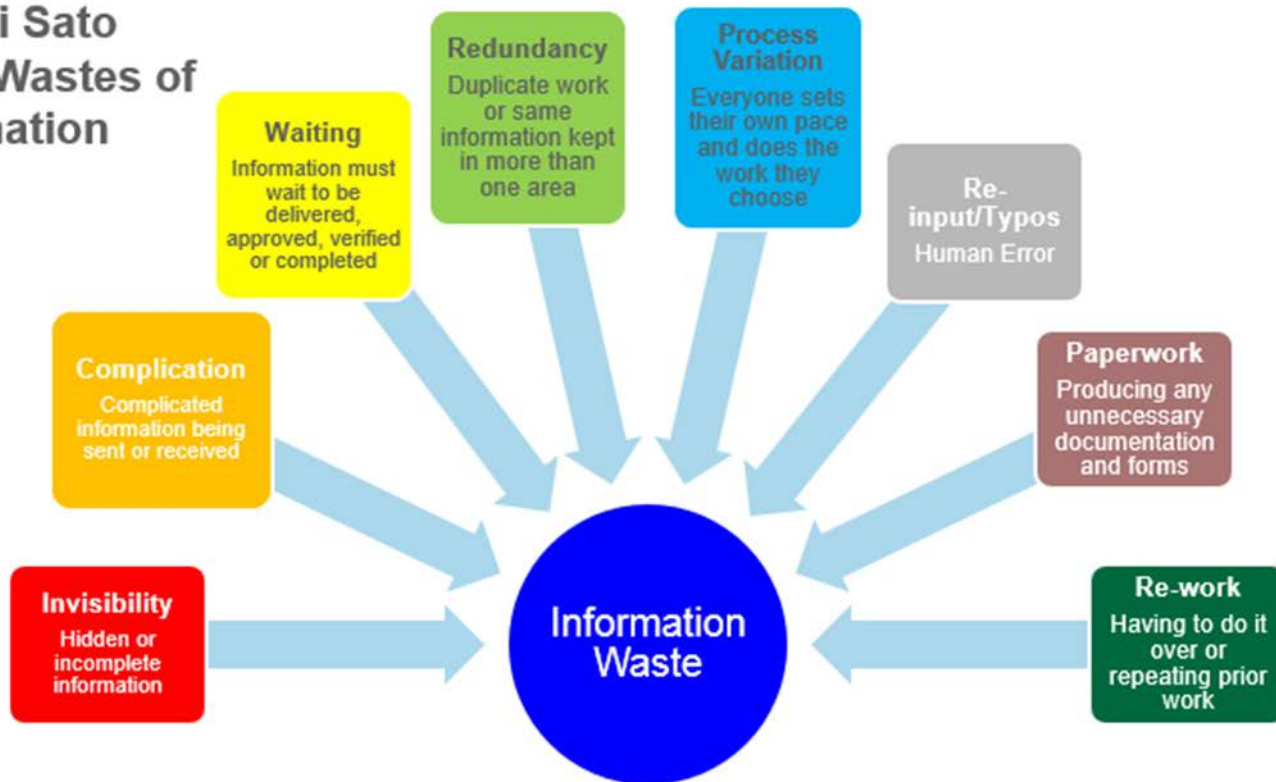 i Sato
Wastes of
Invisibility
Hidden or
incomplete
information
Complication
Complicated
information being
sent or received
Waiting
Information must
wait to be
delivered,
approved, verified
or completed
Redundancy
Duplicate work
or same
information kept
in more than
one area
Process
Variation
Everyone sets
their own pace
and does the
work they
choose
Re-
input/Typos
Human Error
Paperwork
Producing any
unnecessary
documentation
and forms
Re-work
Having to do it
over or
repeating prior
work
Information
Waste